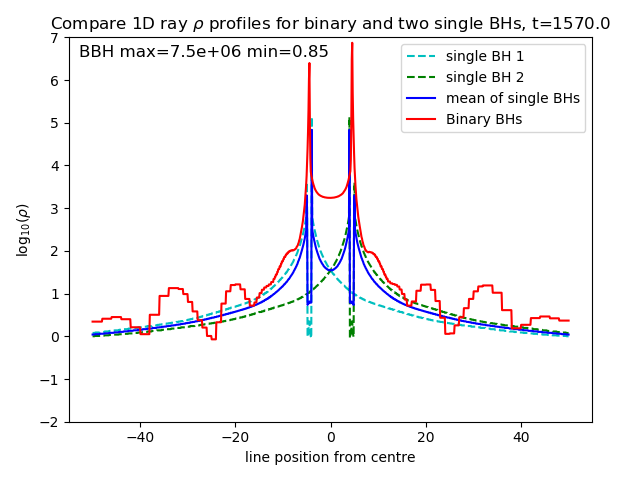 Compare 1D ray ρ profiles for binary and two single BHs, t=1570.0
BBH max=7.5e+06 min=0.85
single BH 1
single BH 2
mean of single BHs
Binary BHs
log₁₀(ρ)
7
6
5
4
3
2
1
0
−1
−2
−40
−20
0
20
40
line position from centre